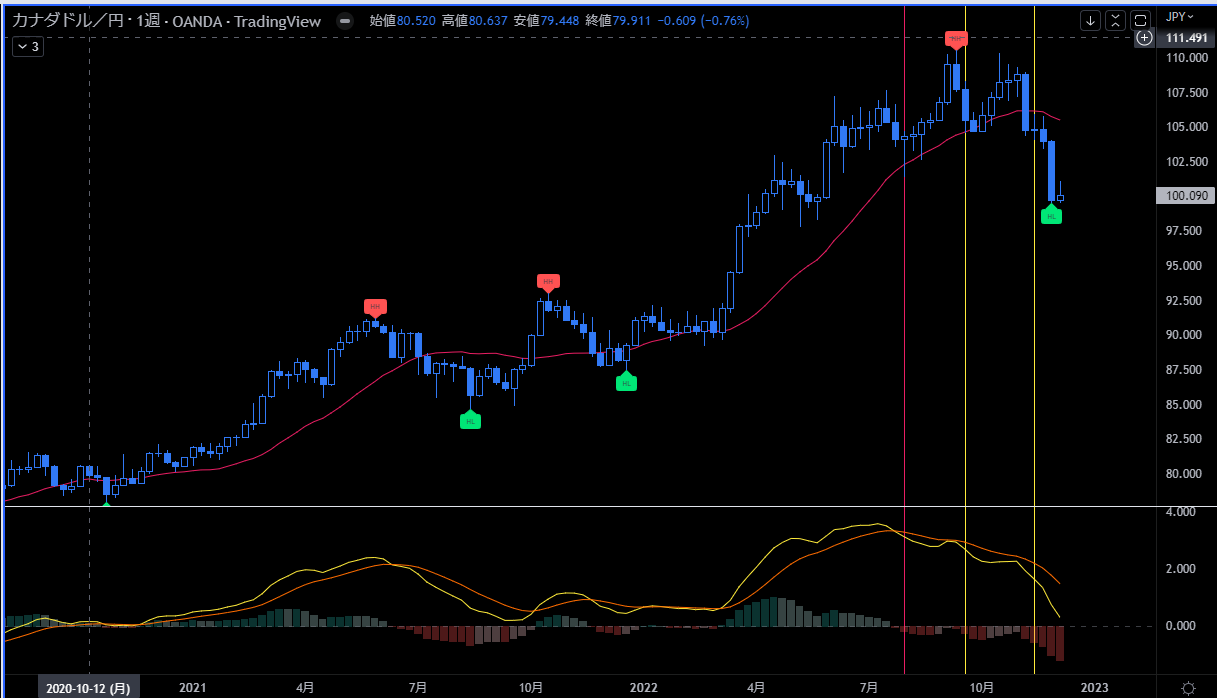 カナダドル／円 · 1週 · OANDA · TradingView 始値80.520 高値80.637 安値79.448 終値79.911 −0.609 (−0.76%) JPY
3
111.491
110.000
107.500
105.000
102.500
100.090
97.500
95.000
92.500
90.000
87.500
85.000
82.500
80.000
HH
HH
HH
HL
HL
HL
4.000
2.000
0.000
2020-10-12 (月) 2021 4月 7月 10月 2022 4月 7月 10月 2023